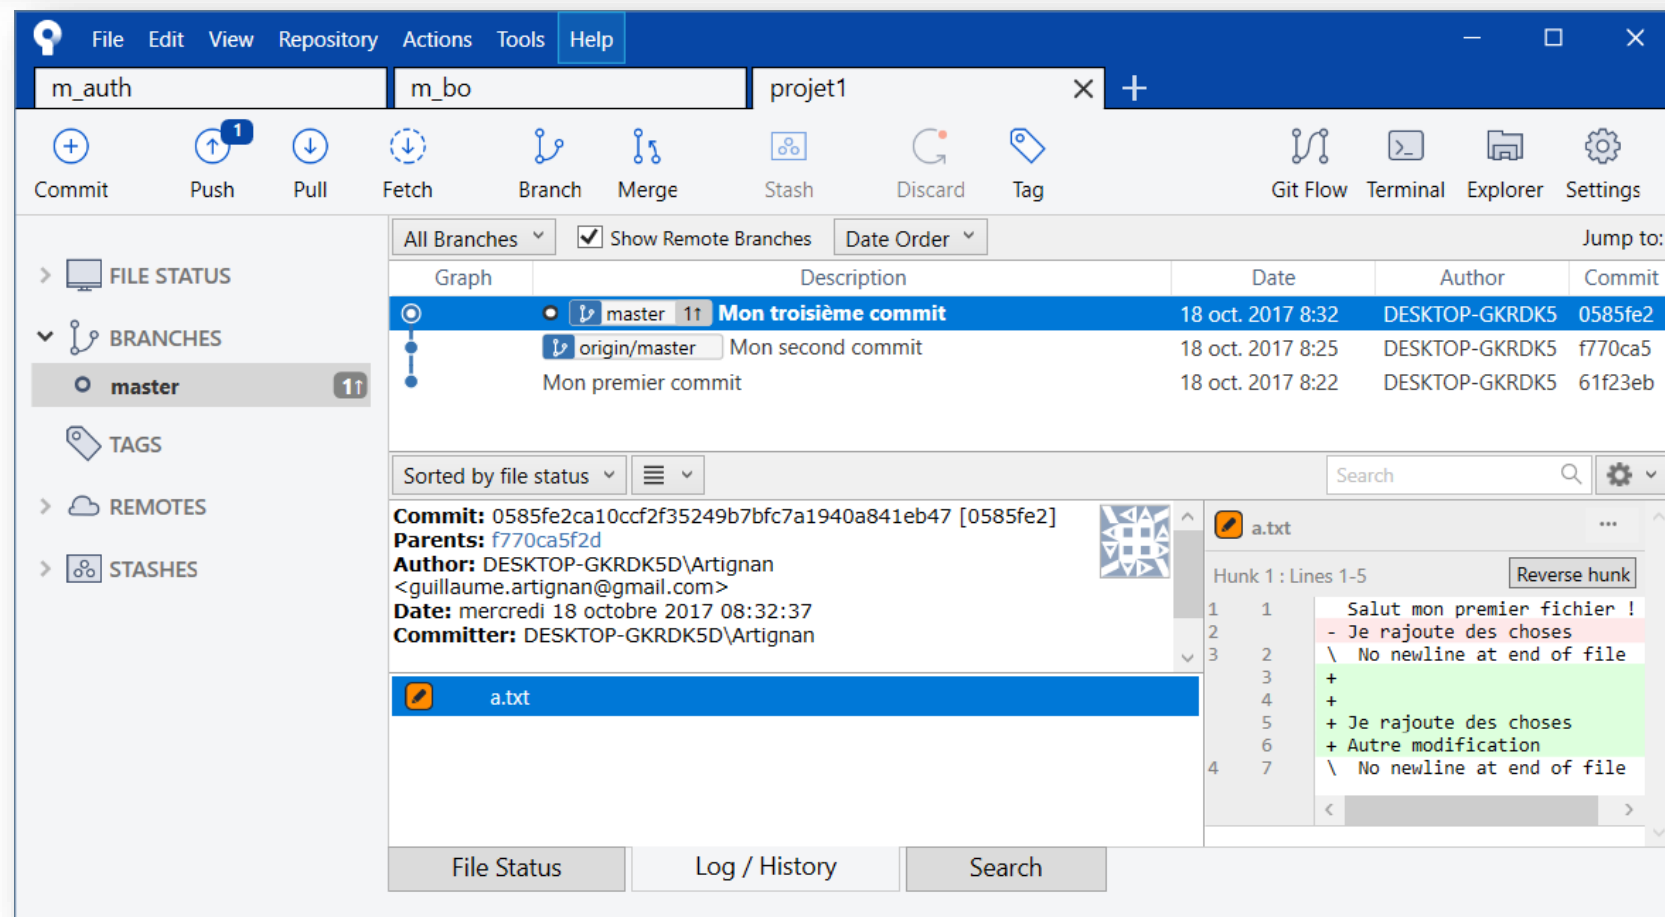 File Edit View Repository Actions Tools Help
m_auth m_bo projet1
1
Commit Push Pull Fetch Branch Merge Stash Discard Tag Git Flow Terminal Explorer Settings
All Branches Show Remote Branches Date Order Jump to:
Graph Description Date Author Commit
master 1↑ Mon troisième commit 18 oct. 2017 8:32 DESKTOP-GKRDK5 0585fe2
origin/master Mon second commit 18 oct. 2017 8:25 DESKTOP-GKRDK5 f770ca5
Mon premier commit 18 oct. 2017 8:22 DESKTOP-GKRDK5 61f23eb
FILE STATUS
BRANCHES
master 1↑
TAGS
REMOTES
STASHES
Sorted by file status Search
Commit: 0585fe2ca10ccf2f35249b7bfc7a1940a841eb47 [0585fe2]
Parents: f770ca5f2d
Author: DESKTOP-GKRDK5D\Artignan
<guillaume.artignan@gmail.com>
Date: mercredi 18 octobre 2017 08:32:37
Committer: DESKTOP-GKRDK5D\Artignan
a.txt
a.txt ...
Hunk 1 : Lines 1-5 Reverse hunk
1 1 Salut mon premier fichier !
2 - Je rajoute des choses
3 2 \ No newline at end of file
3 +
4 +
5 + Je rajoute des choses
6 + Autre modification
4 7 \ No newline at end of file
File Status Log / History Search